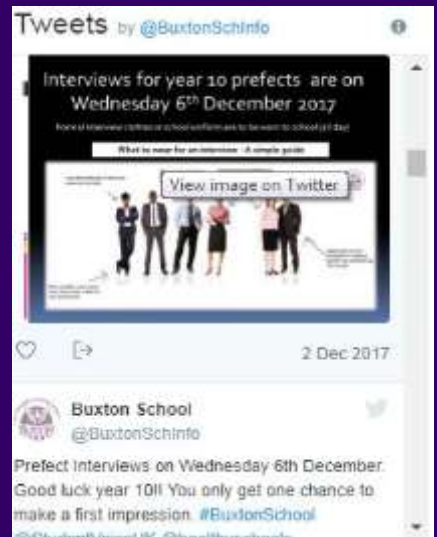 Tweets by @BuxtonSchInfo
Interviews for year 10 prefects are on
Wednesday 6th December 2017
What to wear for an interview - A simple guide
View image on Twitter
2 Dec 2017
Buxton School
@BuxtonSchInfo
Prefect Interviews on Wednesday 6th December.
Good luck year 10!! You only get one chance to
make a first impression. #BuxtonSchool